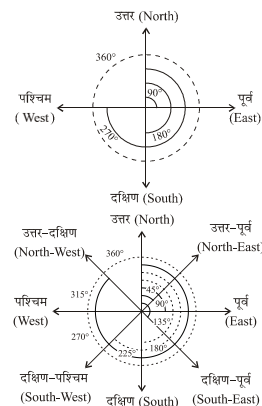 उत्तर (North)
360°
90°
पश्चिम
( West)
पूर्व
(East)
270°
180°
दक्षिण (South)
उत्तर (North)
उत्तर-दक्षिण
(North-West)
360°
उत्तर-पूर्व
(North-East)
315°
45°
पश्चिम
(West)
90°
पूर्व
(East)
135°
270°
180°
225°
दक्षिण-पश्चिम
(South-West)
दक्षिण (South)
दक्षिण-पूर्व
(South-East)